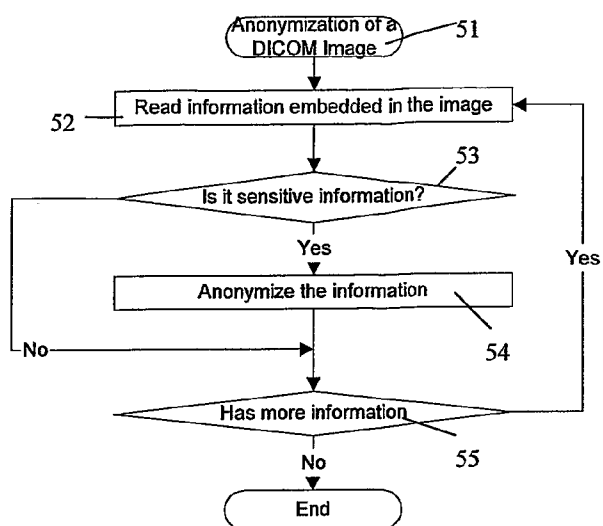 Anonymization of a
DICOM Image
51
Read information embedded in the image
52
53
Is it sensitive information?
Yes
Yes
Anonymize the information
54
No
Has more information
55
No
End